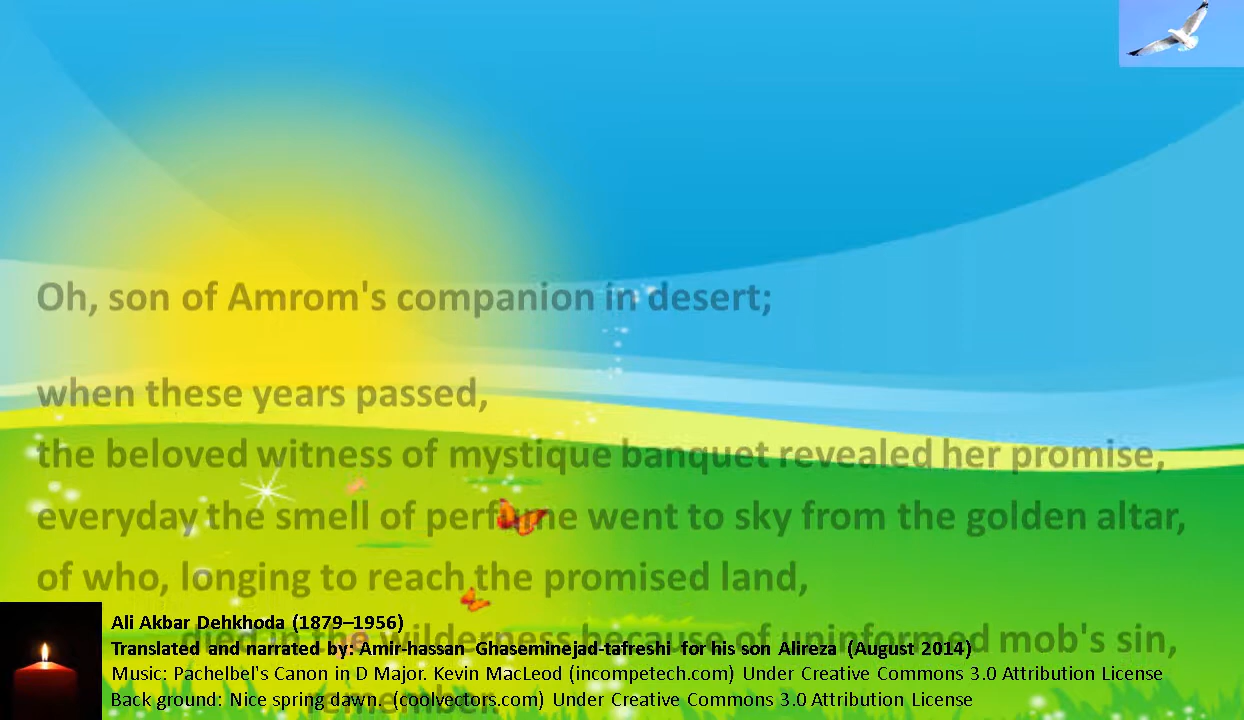 Oh, son of Amrom's companion in desert;
when these years passed,
the beloved witness of mystique banquet revealed her promise,
everyday the smell of perfume went to sky from the golden altar,
of who, longing to reach the promised land,
died in the wilderness because of uninformed mob's sin,
remember.
Ali Akbar Dehkhoda (1879–1956)
Translated and narrated by: Amir-hassan Ghaseminejad-tafreshi for his son Alireza (August 2014)
Music: Pachelbel's Canon in D Major. Kevin MacLeod (incompetech.com) Under Creative Commons 3.0 Attribution License
Back ground: Nice spring dawn. (coolvectors.com) Under Creative Commons 3.0 Attribution License